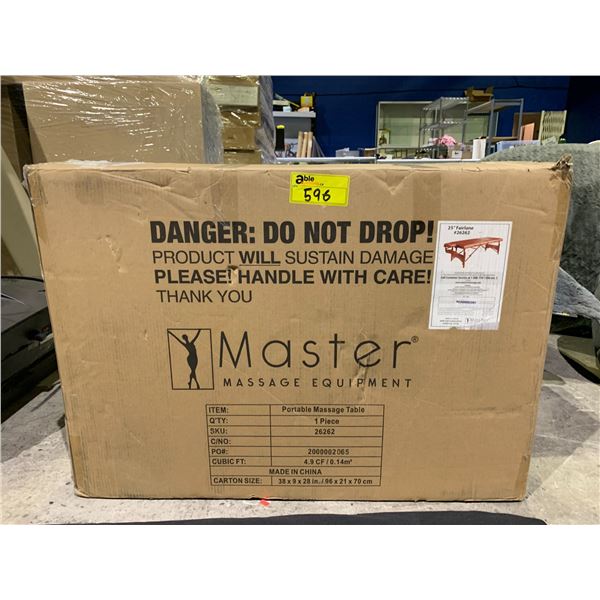 able
596
DANGER: DO NOT DROP!
PRODUCT WILL SUSTAIN DAMAGE
PLEASE! HANDLE WITH CARE!
THANK YOU
25" Fairlane
#26262
Master®
MASSAGE EQUIPMENT
ITEM: Portable Massage Table
Q'TY: 1 Piece
SKU: 26262
C/NO:
PO#: 2000002065
CUBIC FT: 4.9 CF / 0.14m³
MADE IN CHINA
CARTON SIZE: 38 x 9 x 28 in. / 96 x 21 x 70 cm